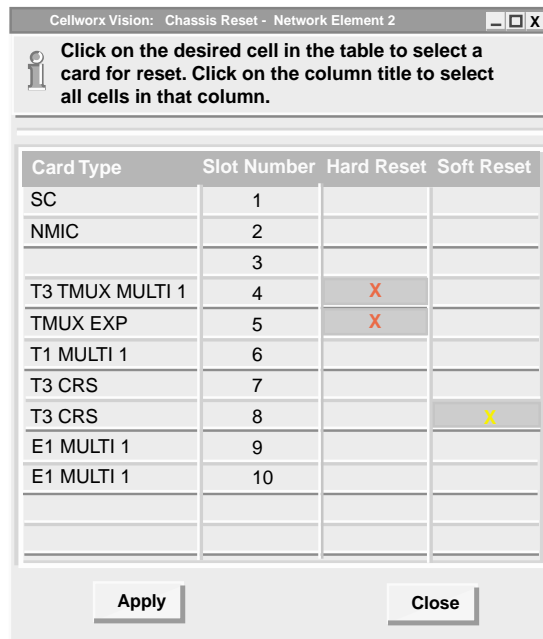 Cellworx Vision: Chassis Reset - Network Element 2 X
Click on the desired cell in the table to select a
card for reset. Click on the column title to select
all cells in that column.
Card Type Slot Number Hard Reset Soft Reset
SC 1
NMIC 2
3
T3 TMUX MULTI 1 4 X
TMUX EXP 5 X
T1 MULTI 1 6
T3 CRS 7
T3 CRS 8 X
E1 MULTI 1 9
E1 MULTI 1 10
Apply Close